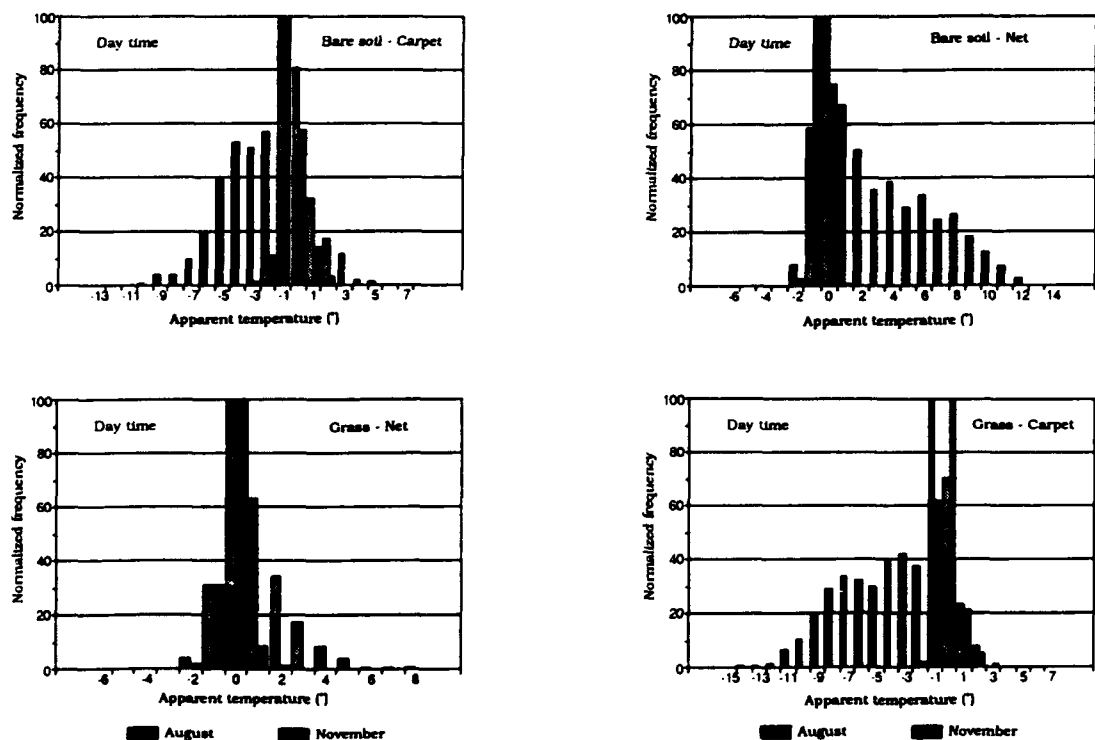 Day time Bare soil - Carpet
Normalized frequency
100
80
60
40
20
0
-13 -11 -9 -7 -5 -3 -1 1 3 5 7
Apparent temperature (°)
Day time Bare soil - Net
Normalized frequency
100
80
60
40
20
0
-6 -4 -2 0 2 4 6 8 10 12 14
Apparent temperature (°)
Day time Grass - Net
Normalized frequency
100
80
60
40
20
0
-6 -4 -2 0 2 4 6 8
Apparent temperature (°)
August November
Day time Grass - Carpet
Normalized frequency
100
80
60
40
20
0
-15 -13 -11 -9 -7 -5 -3 -1 1 3 5 7
Apparent temperature (°)
August November